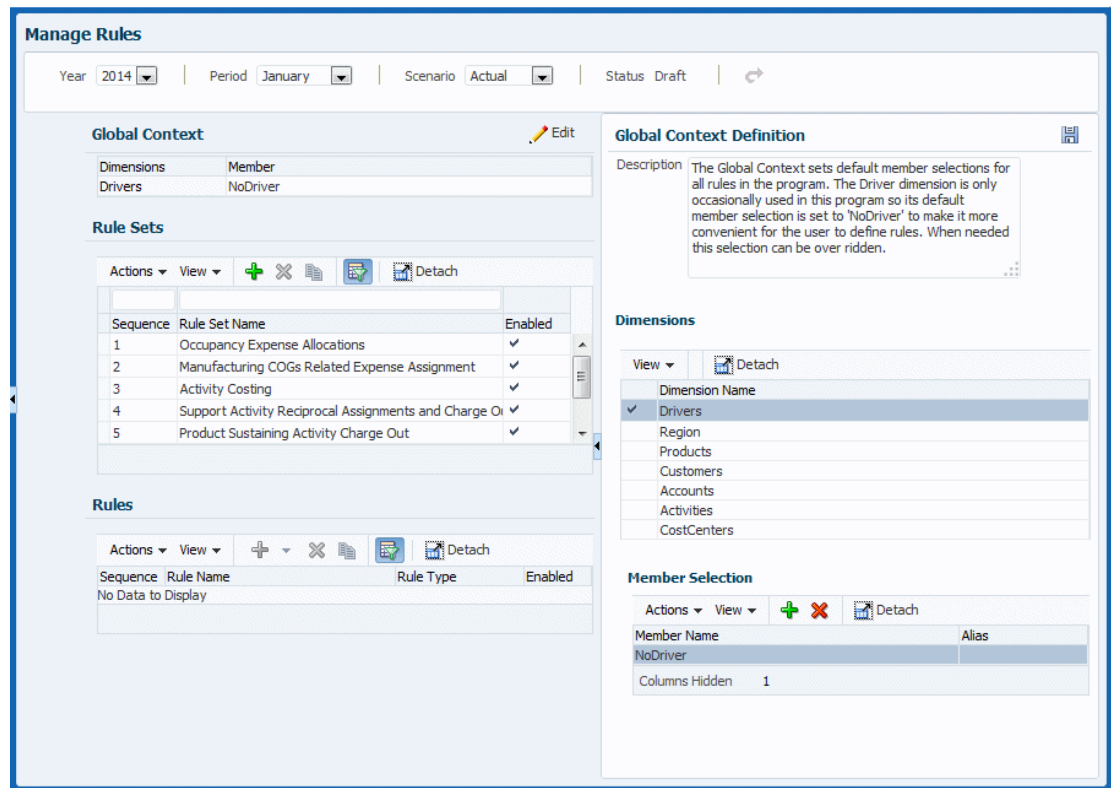 Manage Rules
Year 2014 Period January Scenario Actual Status Draft
Global Context
Edit
Dimensions Member
Drivers NoDriver
Rule Sets
Actions View Detach
Sequence Rule Set Name Enabled
1 Occupancy Expense Allocations
2 Manufacturing COGs Related Expense Assignment
3 Activity Costing
4 Support Activity Reciprocal Assignments and Charge
5 Product Sustaining Activity Charge Out
Rules
Actions View Detach
Sequence Rule Name Rule Type Enabled
No Data to Display
Global Context Definition
Description The Global Context sets default member selections for
all rules in the program. The Driver dimension is only
occasionally used in this program so its default
member selection is set to 'NoDriver' to make it more
convenient for the user to define rules. When needed
this selection can be over ridden.
Dimensions
View Detach
Dimension Name
Drivers
Region
Products
Customers
Accounts
Activities
CostCenters
Member Selection
Actions View Detach
Member Name Alias
NoDriver
Columns Hidden 1